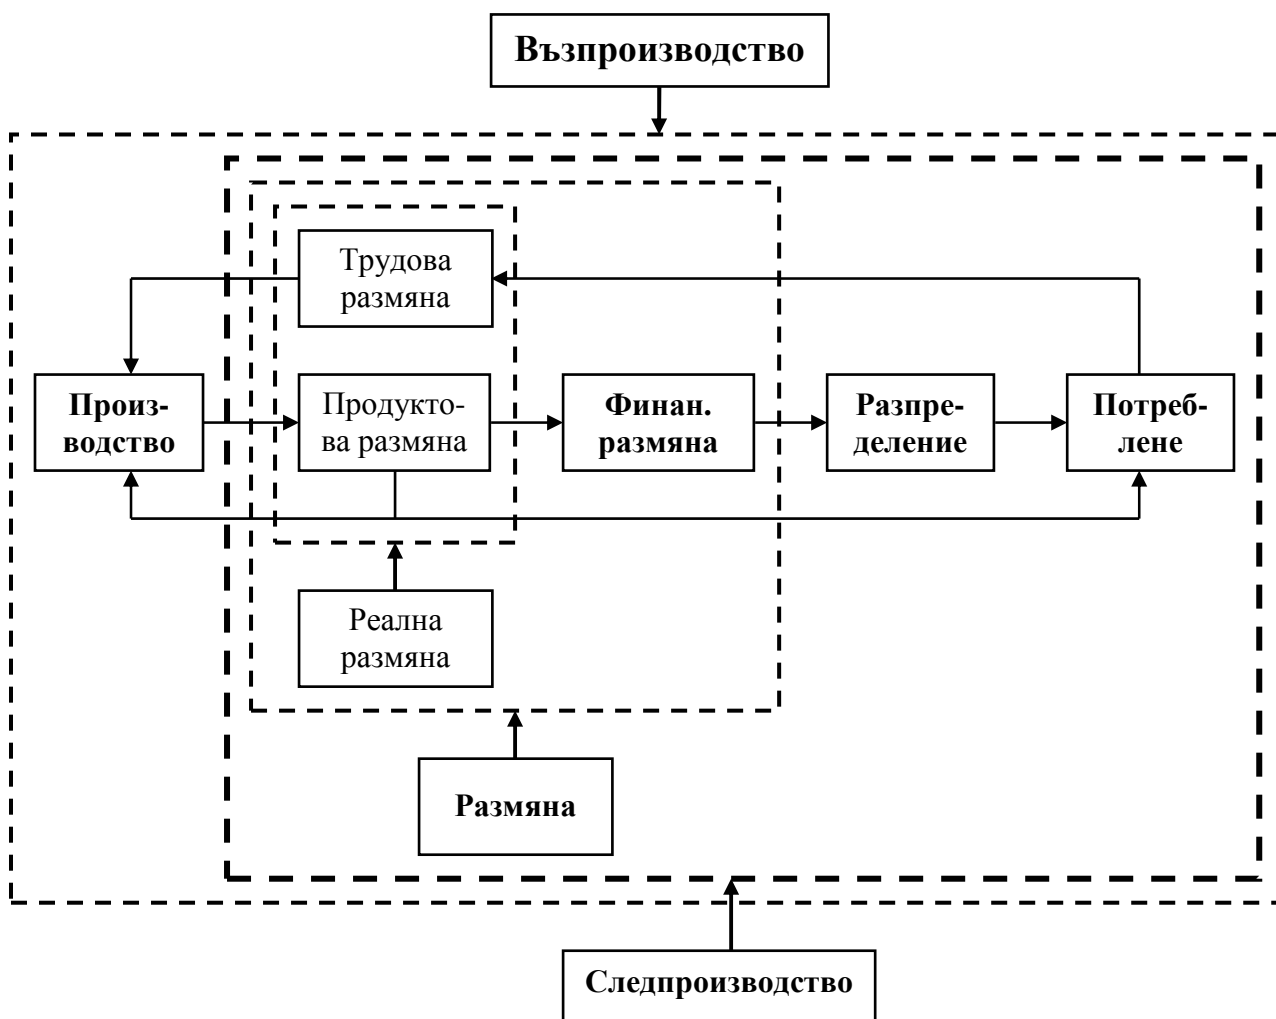 Възпроизводство
Трудова
размяна
Произ-
водство
Продукто-
ва размяна
Финан.
размяна
Разпре-
деление
Потреб-
лене
Реална
размяна
Размяна
Следпроизводство